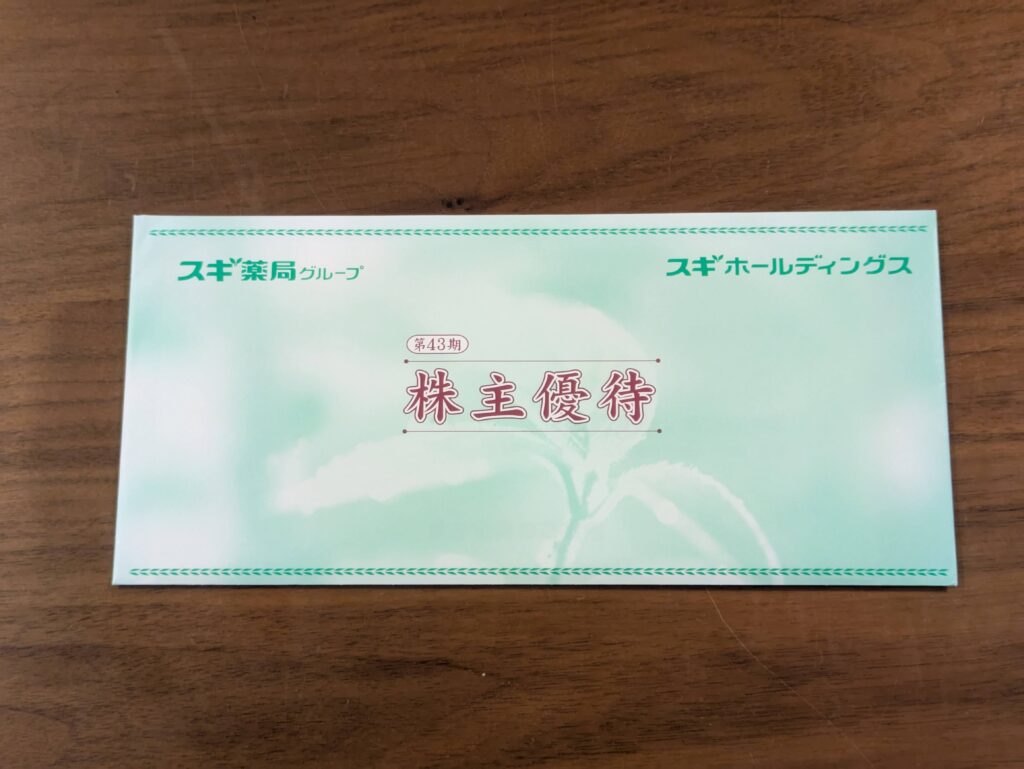 スギ薬局グループ
スギホールディングス
第43期
株主優待